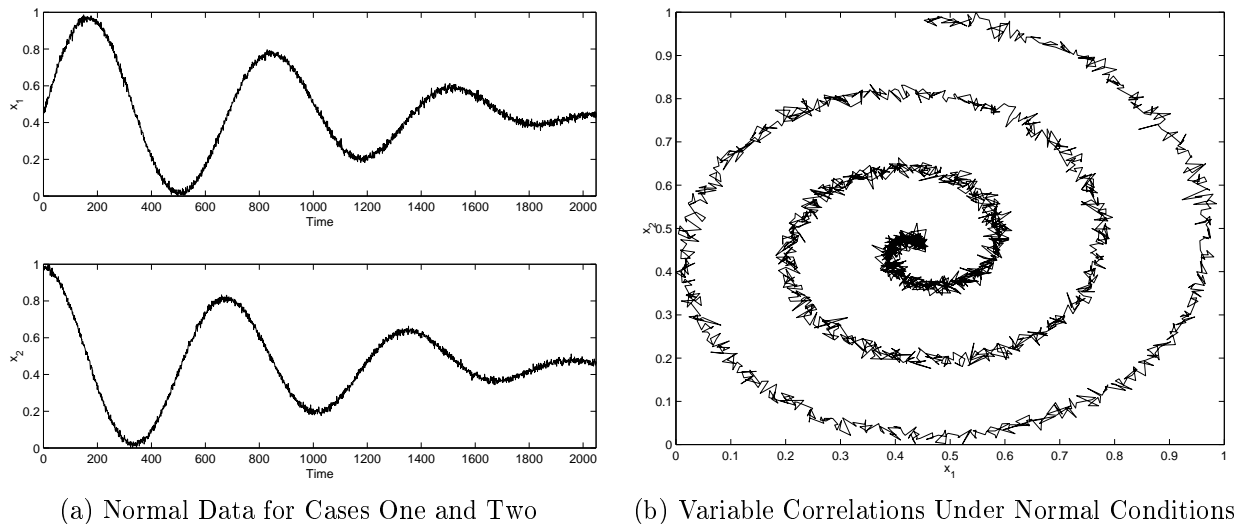 1
0.8
0.6
0.4
0.2
0
x1
0 200 400 600 800 1000 1200 1400 1600 1800 2000
Time
1
0.8
0.6
0.4
0.2
0
x2
0 200 400 600 800 1000 1200 1400 1600 1800 2000
Time
(a) Normal Data for Cases One and Two
1
0.9
0.8
0.7
0.6
0.5
0.4
0.3
0.2
0.1
0
x2
0 0.1 0.2 0.3 0.4 0.5 0.6 0.7 0.8 0.9 1
x1
(b) Variable Correlations Under Normal Conditions